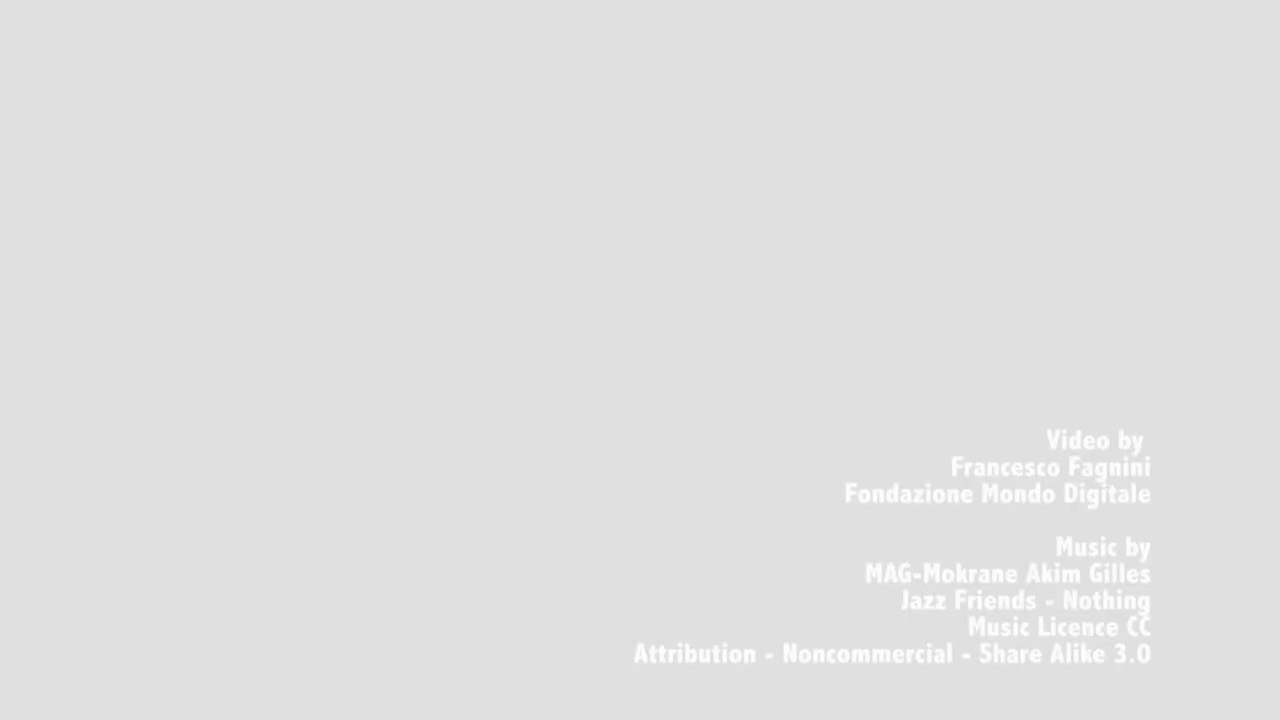 Video by
Francesco Fagnini
Fondazione Mondo Digitale
Music by
MAG-Mokrane Akim Gilles
Jazz Friends - Nothing
Music Licence CC
Attribution - Noncommercial - Share Alike 3.0